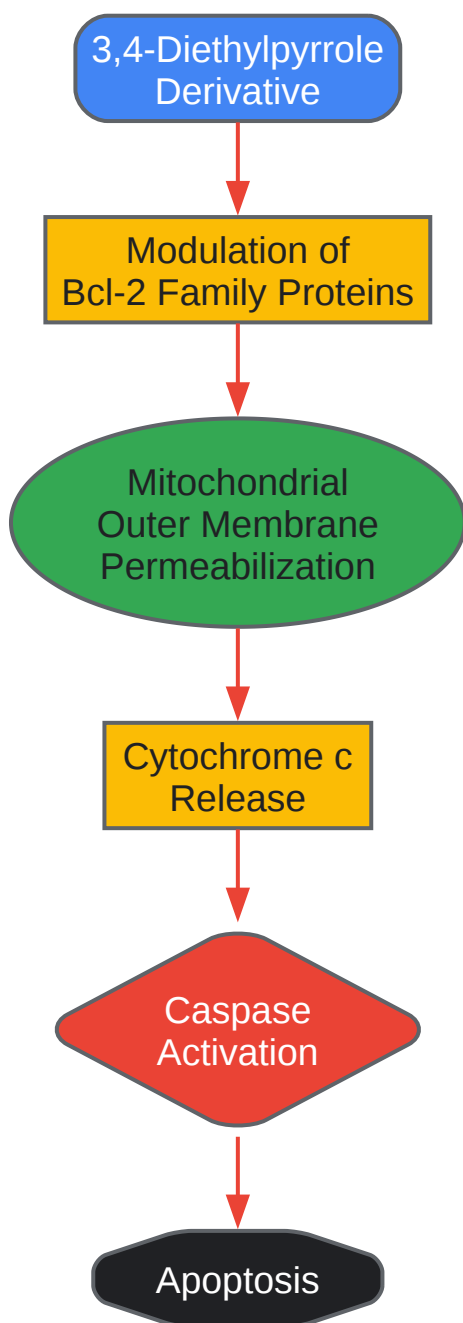 3,4-Diethylpyrrole
Derivative
Modulation of
Bcl-2 Family Proteins
Mitochondrial
Outer Membrane
Permeabilization
Cytochrome c
Release
Caspase
Activation
Apoptosis